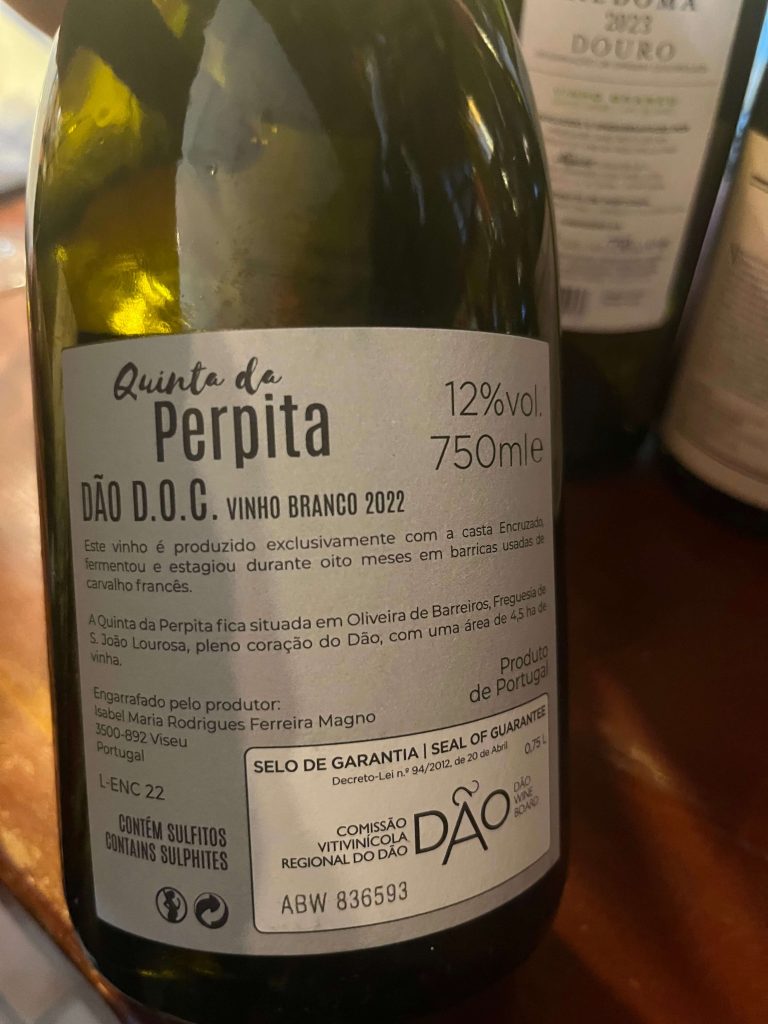 Quinta da
Perpita
12%vol.
750mle
DÃO D.O.C. VINHO BRANCO 2022
Este vinho é produzido exclusivamente com a casta Encruzado,
fermentou e estagiou durante oito meses em barricas usadas de
carvalho francês.
A Quinta da Perpita fica situada em Oliveira de Barreiros, Freguesia de
S. João Lourosa, pleno coração do Dão, com uma área de 4,5 ha de
vinha.
Produto
de Portugal
Engarrafado pelo produtor:
Isabel Maria Rodrigues Ferreira Magno
3500-892 Viseu
Portugal
L-ENC 22
CONTÉM SULFITOS
CONTAINS SULPHITES
SELO DE GARANTIA | SEAL OF GUARANTEE
Decreto-Lei n.º 94/2012, de 20 de Abril
0,75 L
COMISSÃO
VITIVINÍCOLA
REGIONAL DO DÃO
DÃO
DÃO
WINE
BOARD
ABW 836593
2023
DOURO
VINHO BRANCO